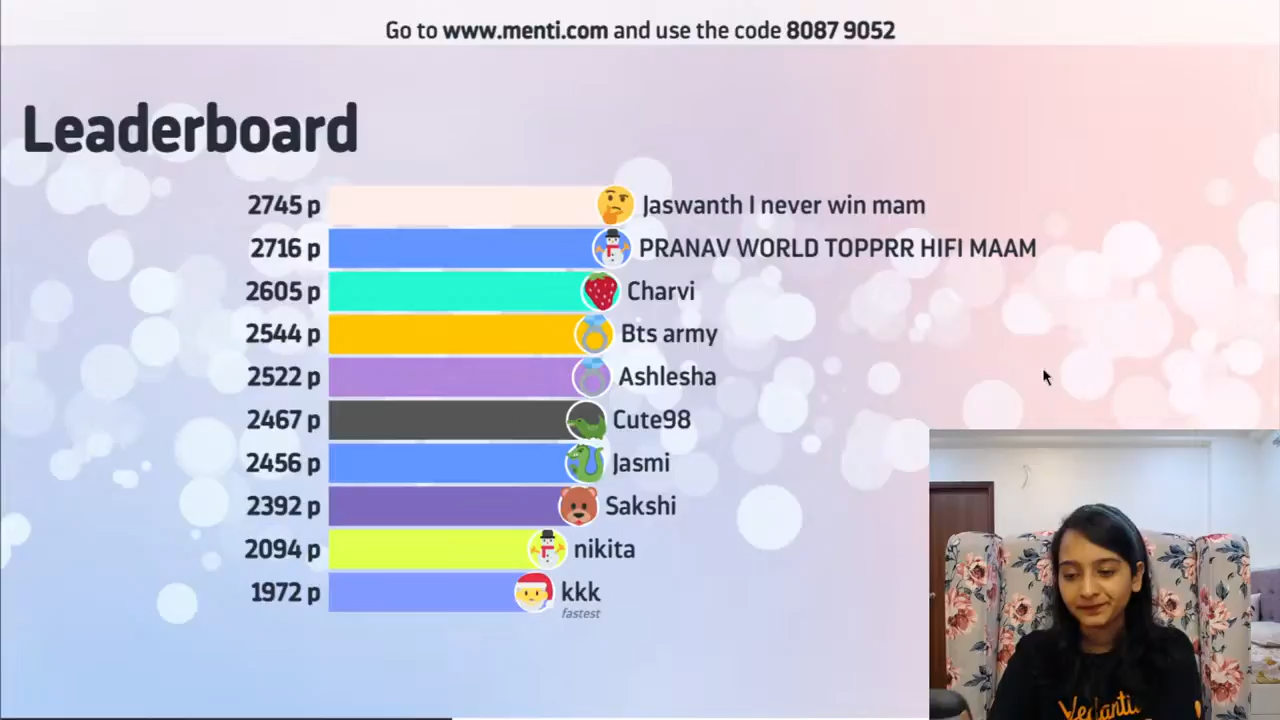 Go to www.menti.com and use the code 8087 9052
Leaderboard
2745 p Jaswanth I never win mam
2716 p PRANAV WORLD TOPPRR HIFI MAAM
2605 p Charvi
2544 p Bts army
2522 p Ashlesha
2467 p Cute98
2456 p Jasmi
2392 p Sakshi
2094 p nikita
1972 p kkk
fastest
Vedantu